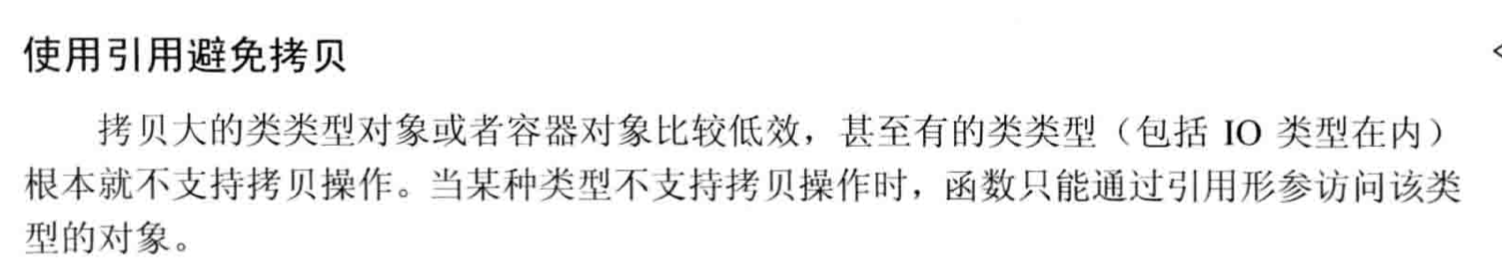 使用引用避免拷贝
拷贝大的类类型对象或者容器对象比较低效，甚至有的类类型（包括 IO 类型在内）
根本就不支持拷贝操作。当某种类型不支持拷贝操作时，函数只能通过引用形参访问该类
型的对象。